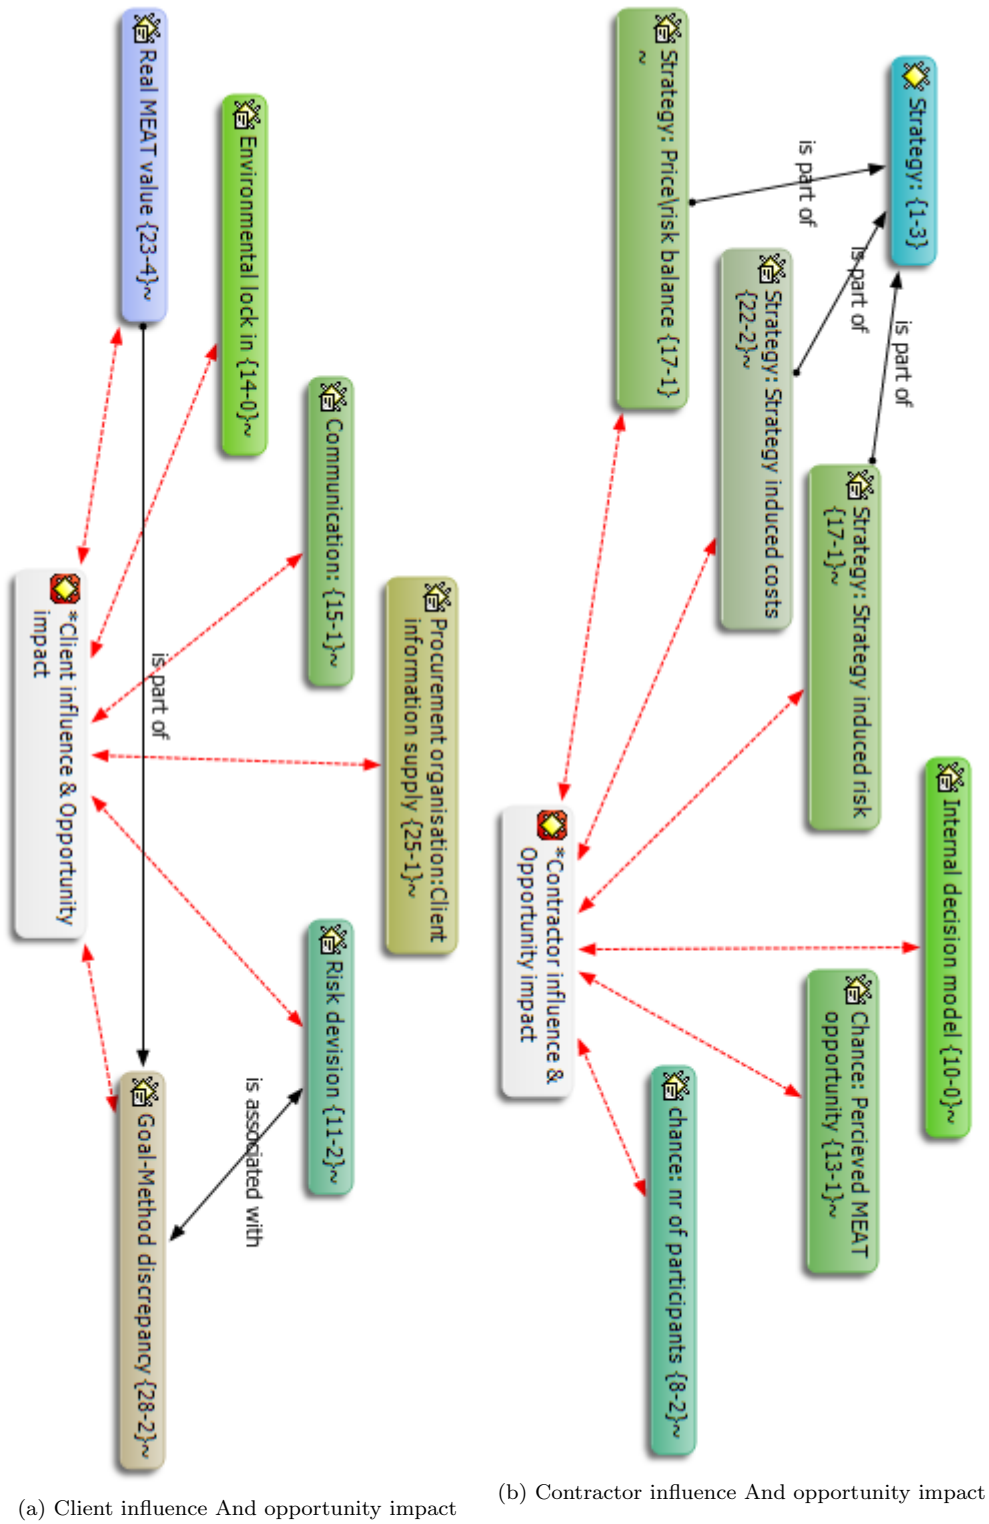 Real MEAT value {23-4}~
Environmental lock in {14-0}~
Communication: {15-1}~
Procurement organisation:Client
information supply {25-1}~
Risk devision {11-2}~
Goal-Method discrepancy {28-2}~
*Client influence & Opportunity
impact
is part of
is associated with
(a) Client influence And opportunity impact
Strategy: {1-3}
Strategy: Price\risk balance {17-1}
~
Strategy: Strategy induced costs
{22-2}~
Strategy: Strategy induced risk
{17-1}~
Internal decision model {10-0}~
Chance: Percieved MEAT
opportunity {13-1}~
chance: nr of participants {8-2}~
*Contractor influence &
Opportunity impact
is part of
is part of
is part of
(b) Contractor influence And opportunity impact